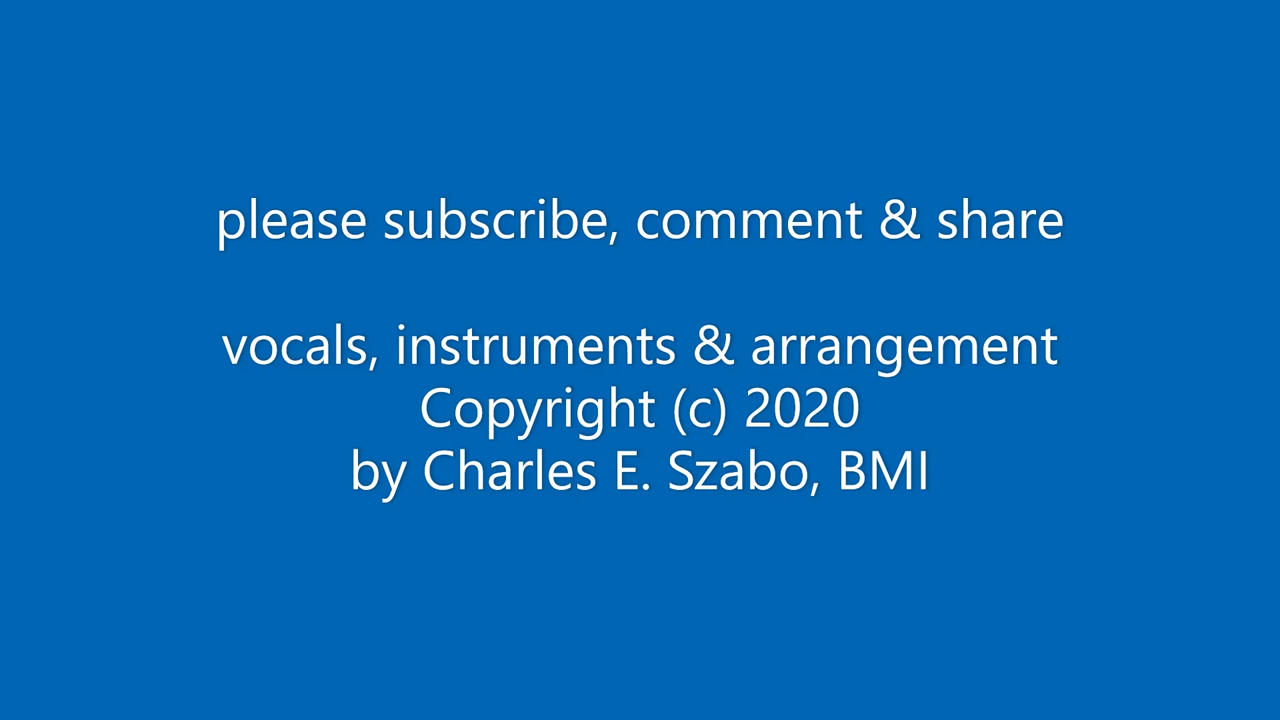 please subscribe, comment & share
vocals, instruments & arrangement
Copyright (c) 2020
by Charles E. Szabo, BMI